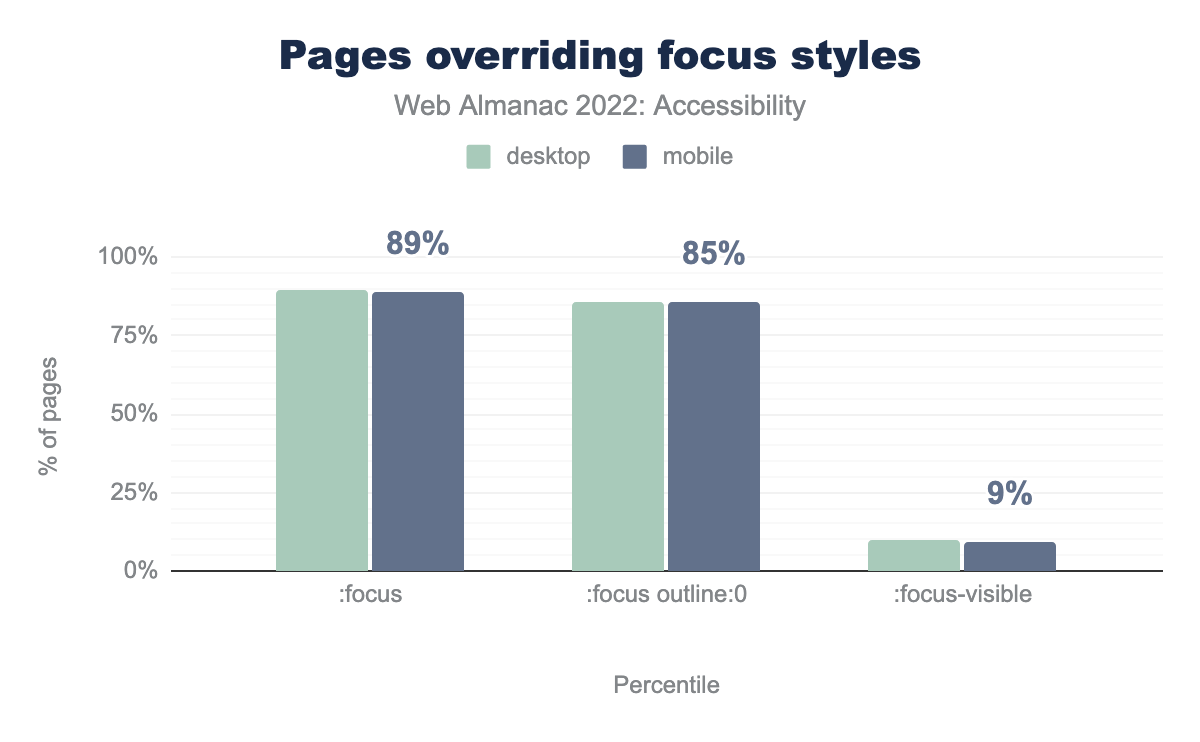 Pages overriding focus styles
Web Almanac 2022: Accessibility
desktop mobile
89%
85%
100%
75%
50%
25%
9%
0%
% of pages
:focus :focus outline:0 :focus-visible
Percentile